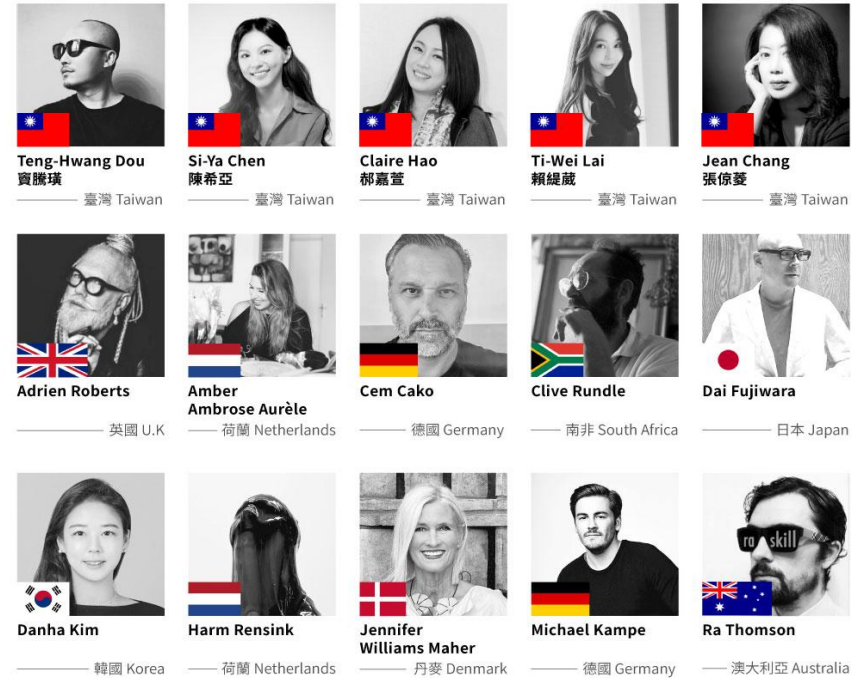 Teng-Hwang Dou
竇騰璜
臺灣 Taiwan
Si-Ya Chen
陳希亞
臺灣 Taiwan
Claire Hao
郝嘉萱
臺灣 Taiwan
Ti-Wei Lai
賴緹葳
臺灣 Taiwan
Jean Chang
張倞菱
臺灣 Taiwan
Adrien Roberts
英國 U.K
Amber
Ambrose Aurèle
荷蘭 Netherlands
Cem Cako
德國 Germany
Clive Rundle
南非 South Africa
Dai Fujiwara
日本 Japan
Danha Kim
韓國 Korea
Harm Rensink
荷蘭 Netherlands
Jennifer
Williams Maher
丹麥 Denmark
Michael Kampe
德國 Germany
ra skill
Ra Thomson
澳大利亞 Australia